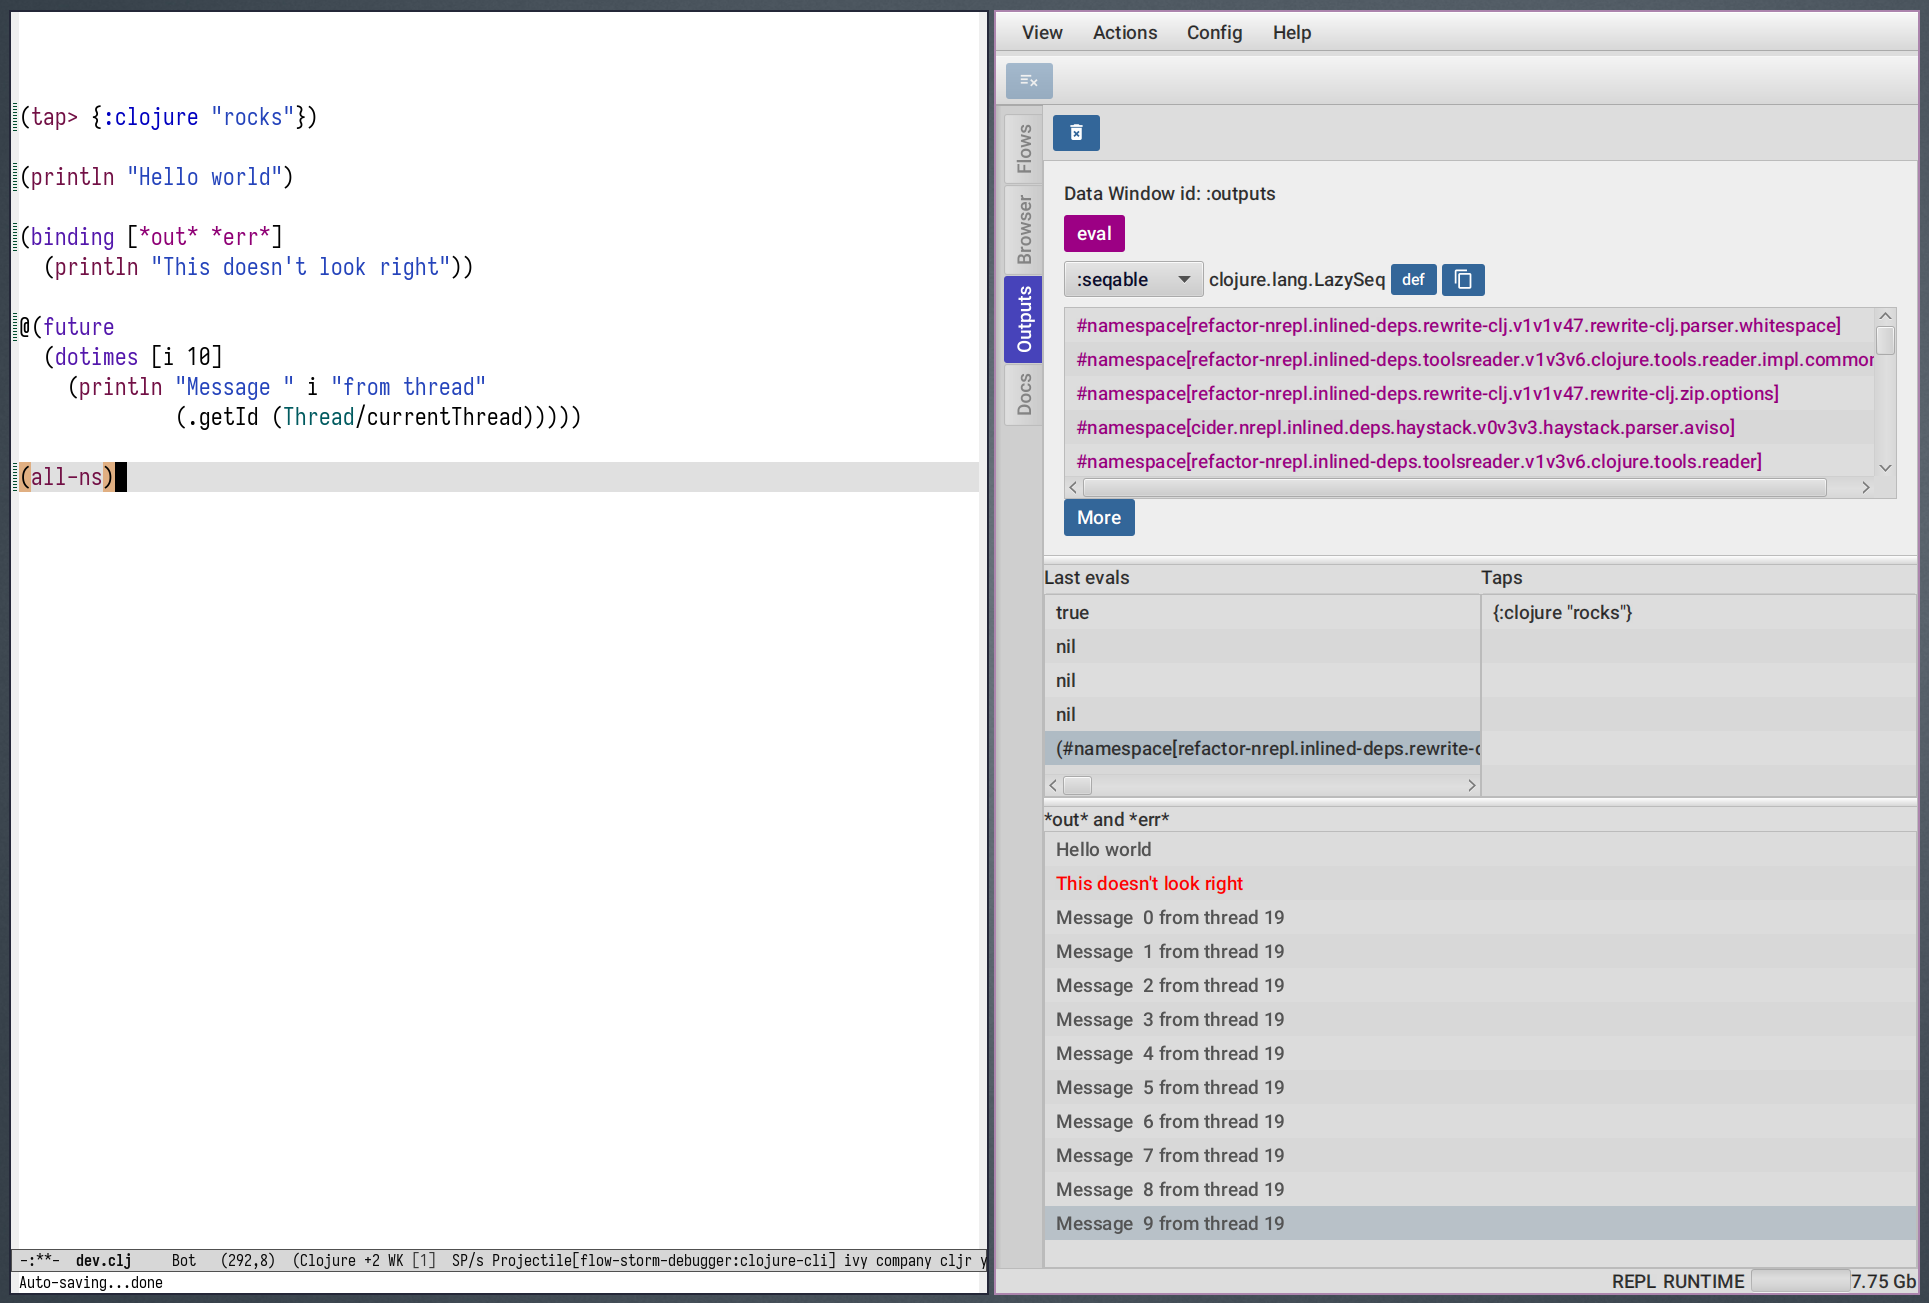 (tap> {:clojure "rocks"})
(println "Hello world")
(binding [*out* *err*]
  (println "This doesn't look right"))
@(future
  (dotimes [i 10]
    (println "Message " i "from thread"
             (.getId (Thread/currentThread)))))
(all-ns)
-:**-  dev.clj   Bot   (292,8)   (Clojure +2 WK [1]  SP/s Projectile[flow-storm-debugger:clojure-cli] ivy company cljr y
Auto-saving...done
View   Actions   Config   Help
Flows
Browser
Outputs
Docs
Data Window id: :outputs
eval
:seqable   clojure.lang.LazySeq   def
#namespace[refactor-nrepl.inlined-deps.rewrite-clj.v1v1v47.rewrite-clj.parser.whitespace]
#namespace[refactor-nrepl.inlined-deps.toolsreader.v1v3v6.clojure.tools.reader.impl.common
#namespace[refactor-nrepl.inlined-deps.rewrite-clj.v1v1v47.rewrite-clj.zip.options]
#namespace[cider.nrepl.inlined.deps.haystack.v0v3v3.haystack.parser.aviso]
#namespace[refactor-nrepl.inlined-deps.toolsreader.v1v3v6.clojure.tools.reader]
More
Last evals
true
nil
nil
nil
(#namespace[refactor-nrepl.inlined-deps.rewrite-c
Taps
{:clojure "rocks"}
*out* and *err*
Hello world
This doesn't look right
Message  0 from thread 19
Message  1 from thread 19
Message  2 from thread 19
Message  3 from thread 19
Message  4 from thread 19
Message  5 from thread 19
Message  6 from thread 19
Message  7 from thread 19
Message  8 from thread 19
Message  9 from thread 19
REPL RUNTIME   7.75 Gb